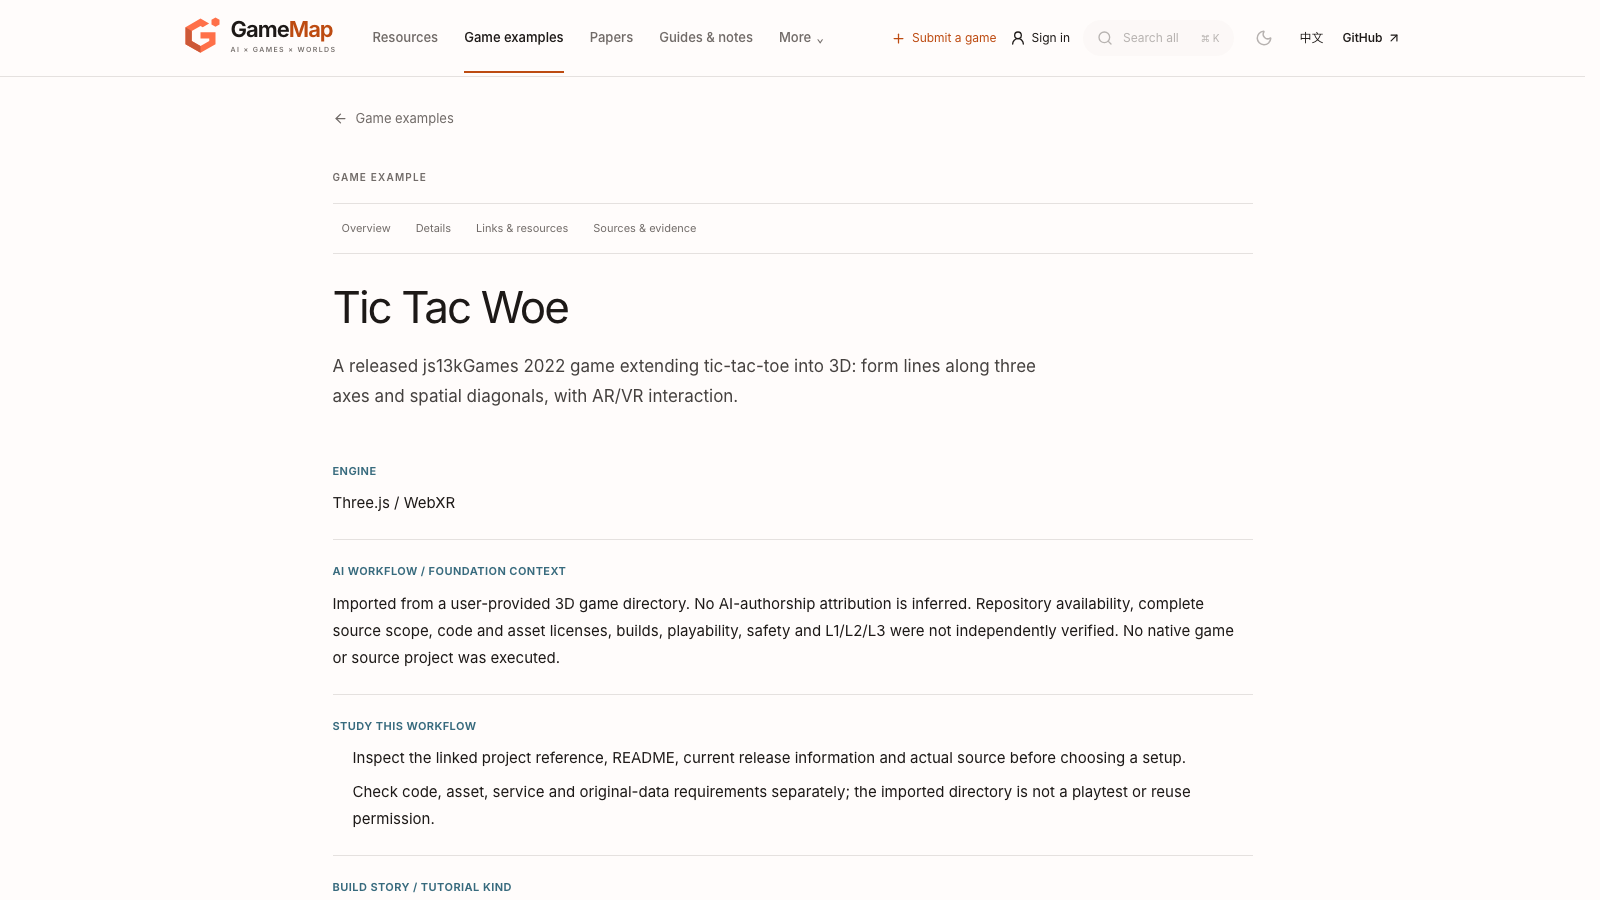 GameMap
AI × GAMES × WORLDS
Resources
Game examples
Papers
Guides & notes
More
Submit a game
Sign in
Search all
⌘ K
中文
GitHub
Game examples
GAME EXAMPLE
Overview
Details
Links & resources
Sources & evidence
Tic Tac Woe
A released js13kGames 2022 game extending tic-tac-toe into 3D: form lines along three
axes and spatial diagonals, with AR/VR interaction.
ENGINE
Three.js / WebXR
AI WORKFLOW / FOUNDATION CONTEXT
Imported from a user-provided 3D game directory. No AI-authorship attribution is inferred. Repository availability, complete
source scope, code and asset licenses, builds, playability, safety and L1/L2/L3 were not independently verified. No native game
or source project was executed.
STUDY THIS WORKFLOW
Inspect the linked project reference, README, current release information and actual source before choosing a setup.
Check code, asset, service and original-data requirements separately; the imported directory is not a playtest or reuse
permission.
BUILD STORY / TUTORIAL KIND